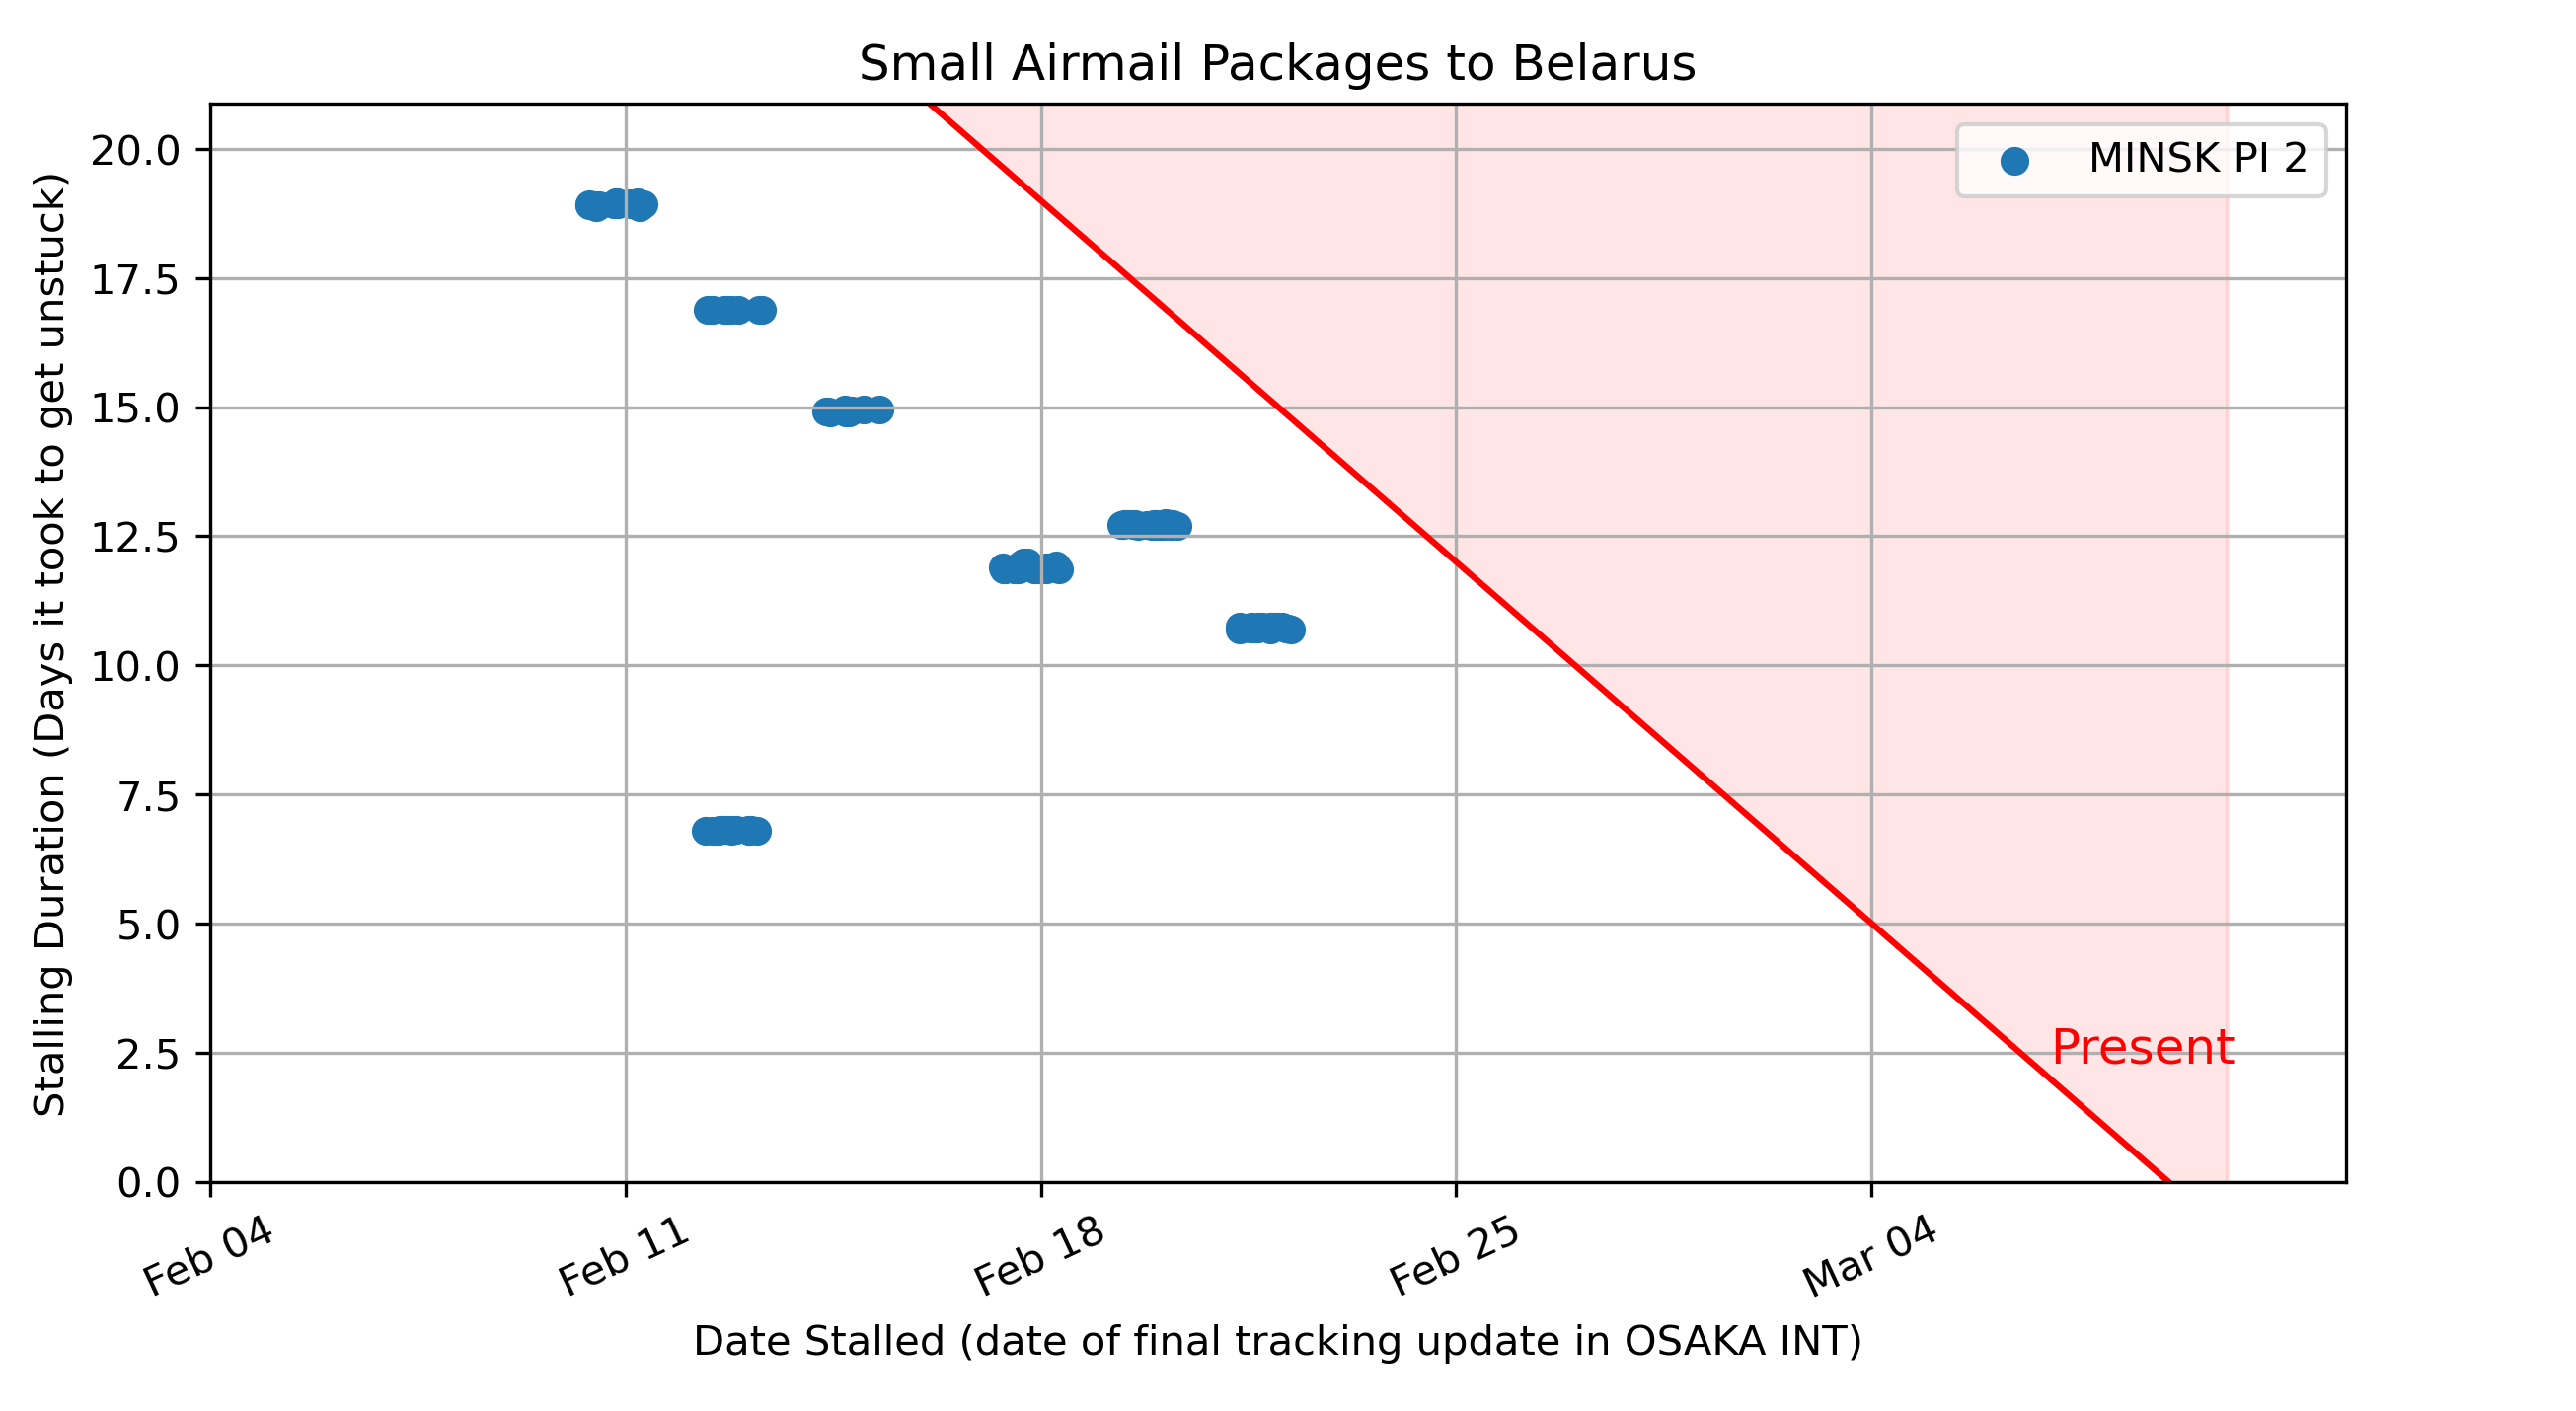 Small Airmail Packages to Belarus
Stalling Duration (Days it took to get unstuck)
20.0
17.5
15.0
12.5
10.0
7.5
5.0
2.5
0.0
MINSK PI 2
Present
Feb 04
Feb 11
Feb 18
Feb 25
Mar 04
Date Stalled (date of final tracking update in OSAKA INT)